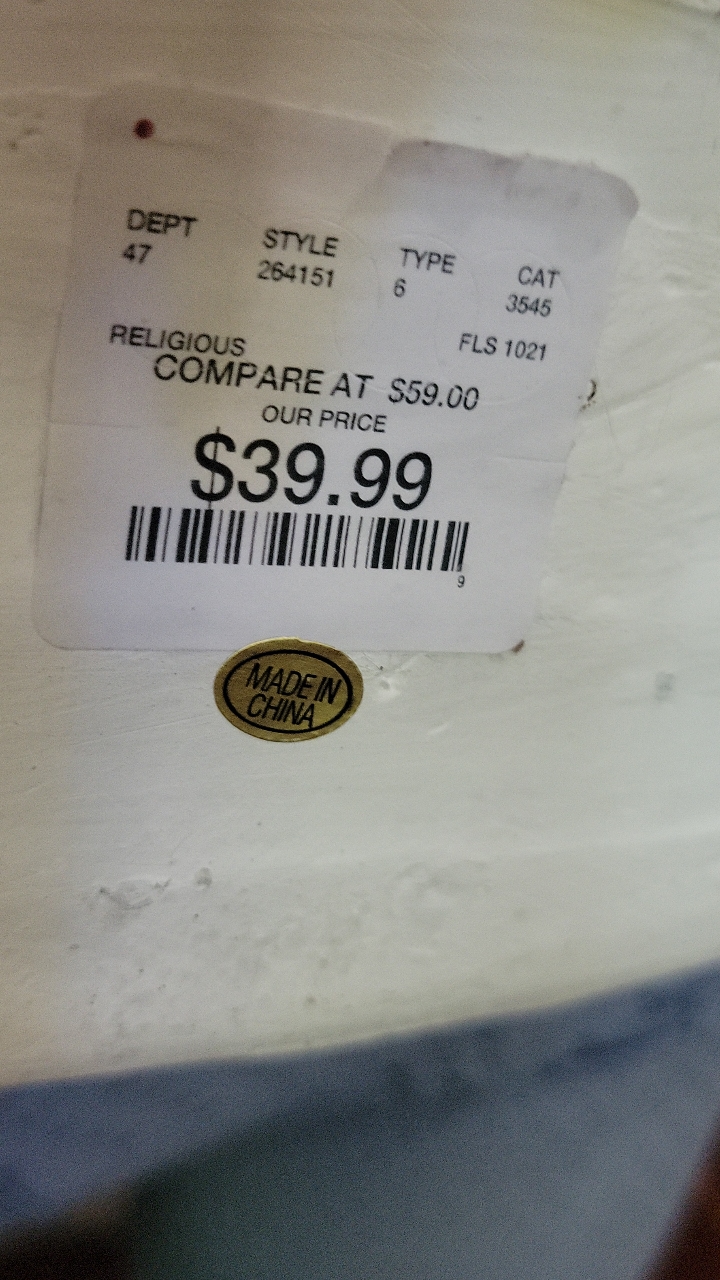 DEPT STYLE TYPE CAT
47 264151 6 3545
RELIGIOUS FLS 1021
COMPARE AT $59.00
OUR PRICE
$39.99
9
MADE IN
CHINA